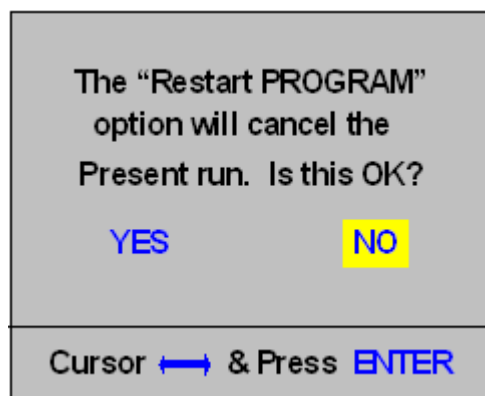 The “Restart PROGRAM”
option will cancel the
Present run. Is this OK?
YES NO
Cursor ↔ & Press ENTER